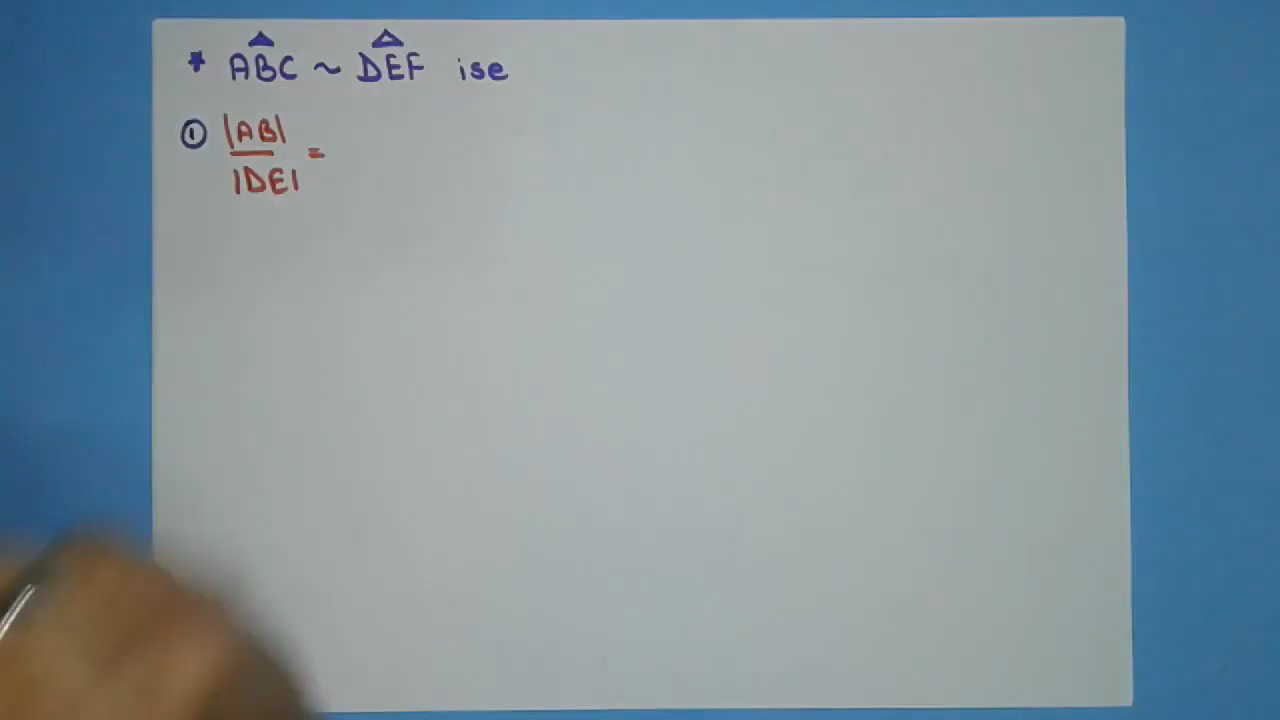 * ABC ~ DEF ise
① |AB| / |DE| =